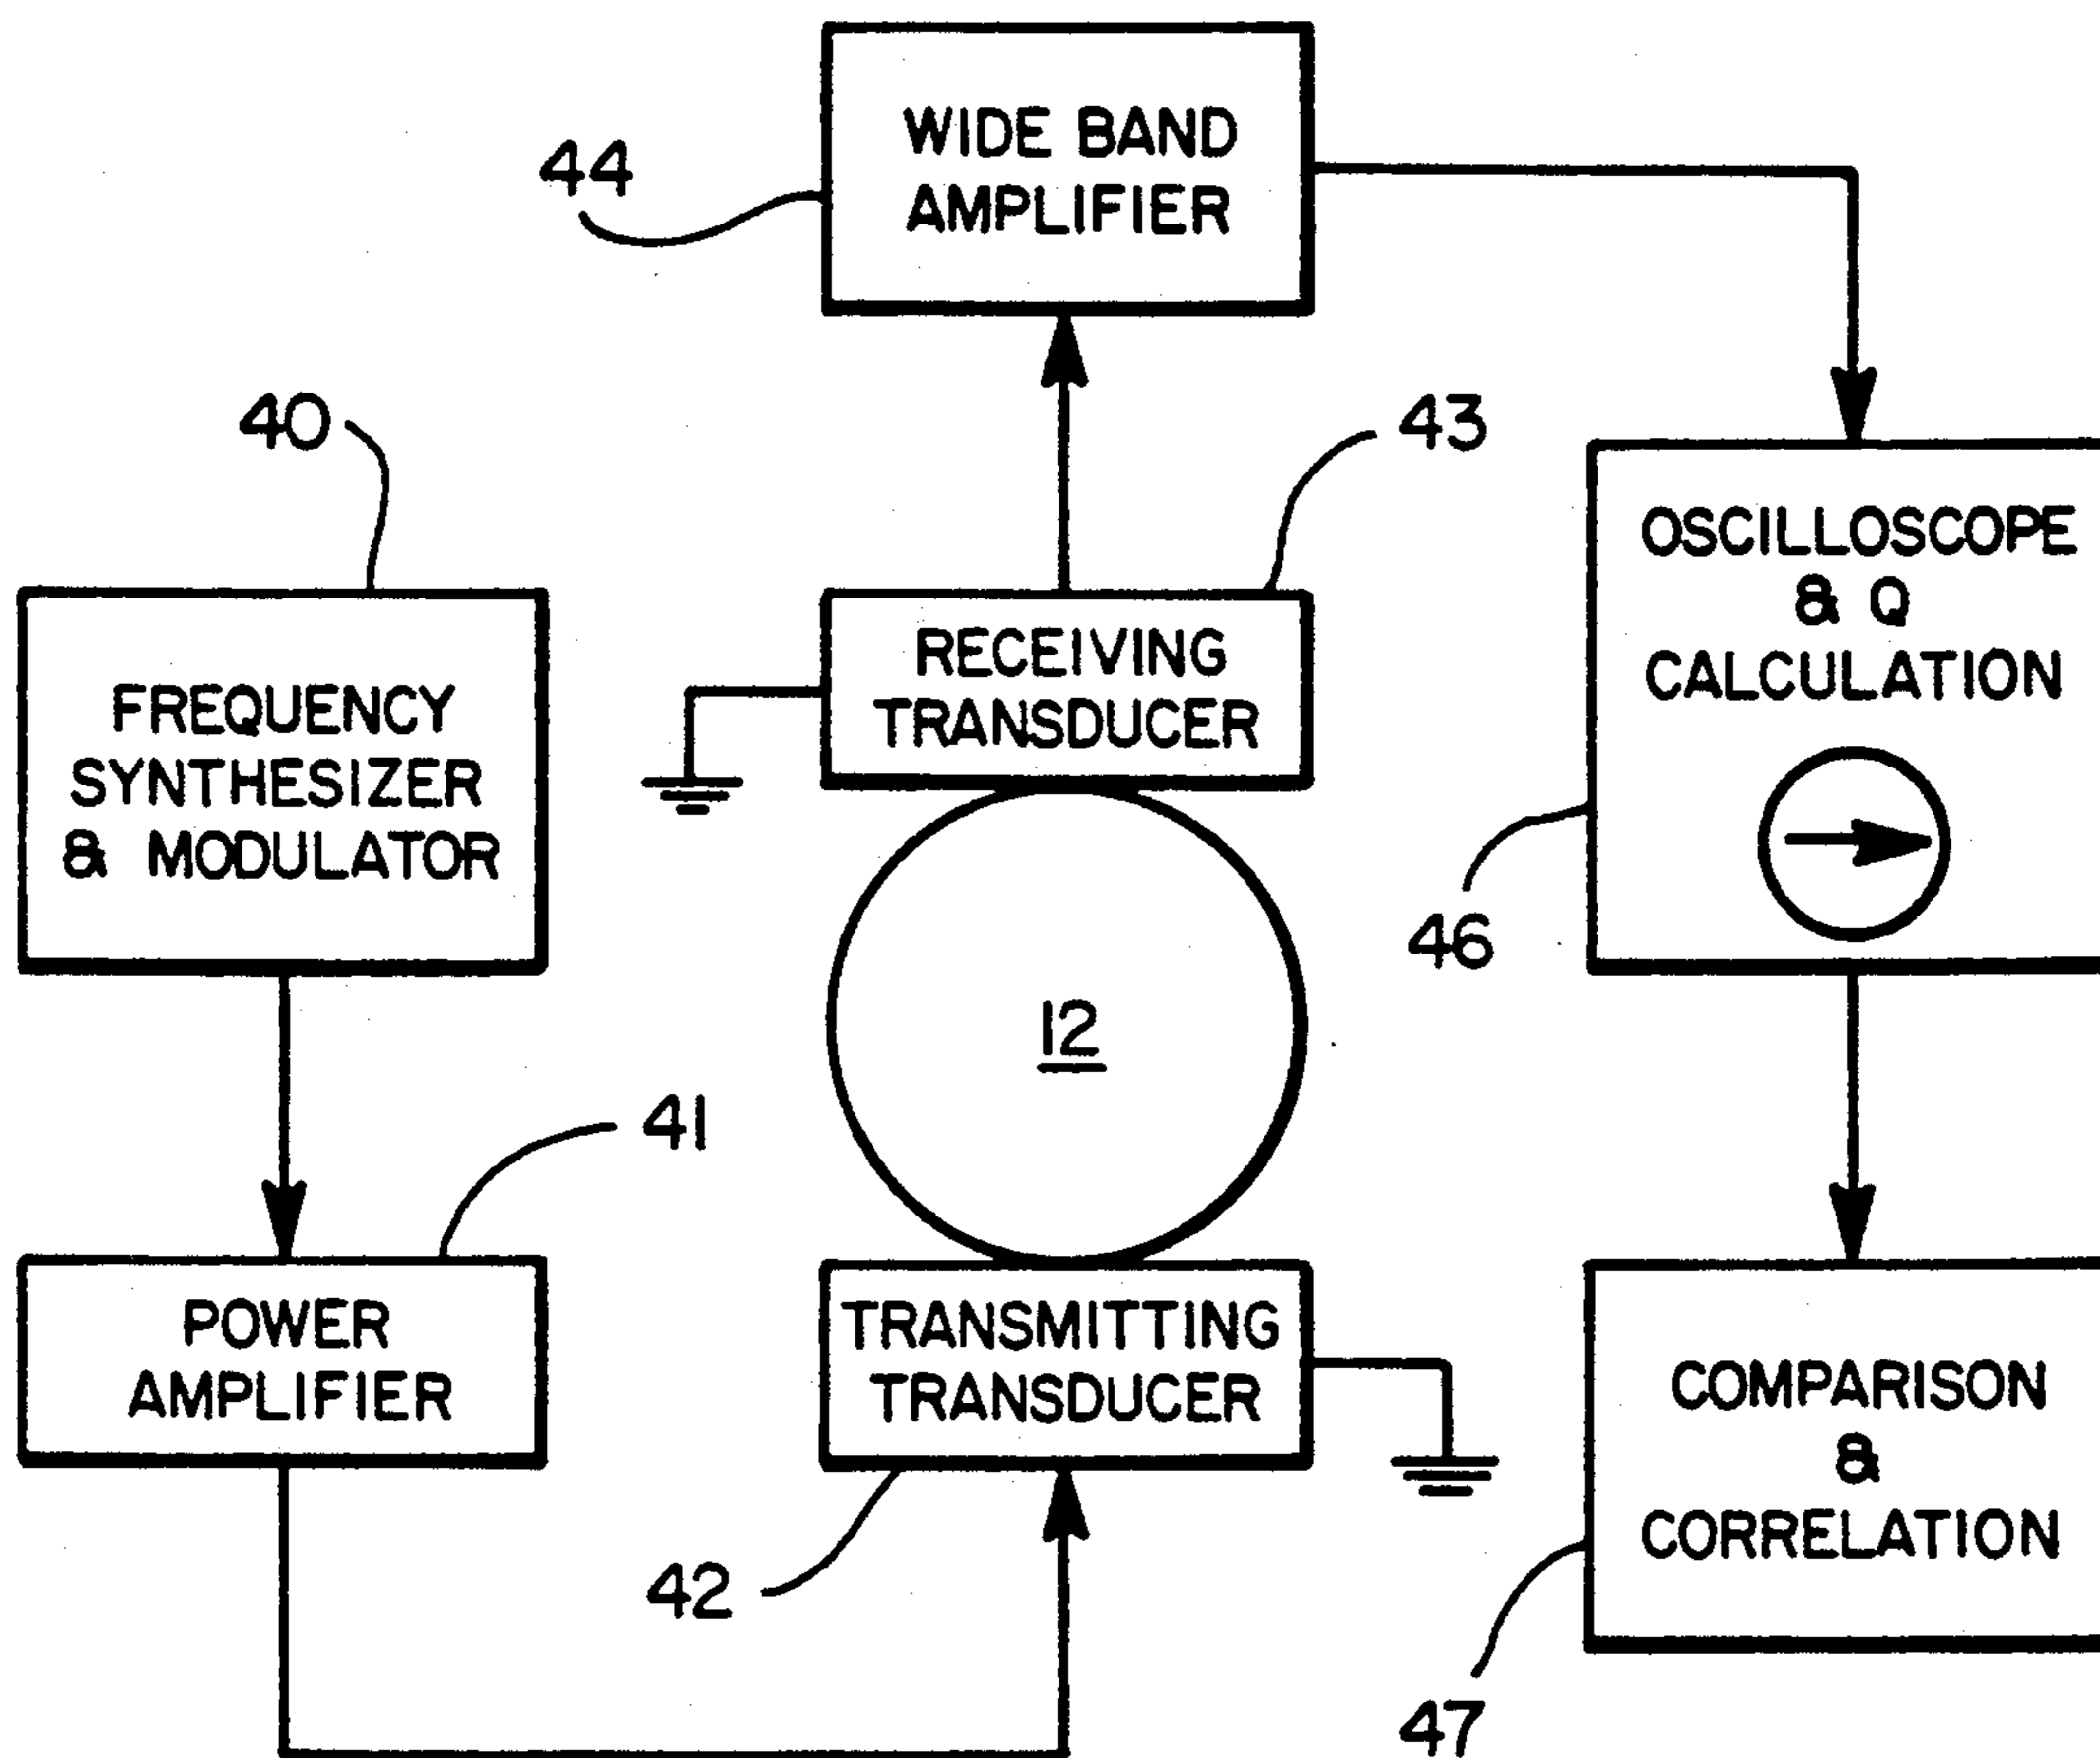 WIDE BAND
AMPLIFIER
44
40
43
FREQUENCY
SYNTHESIZER
& MODULATOR
RECEIVING
TRANSDUCER
OSCILLOSCOPE
& Q
CALCULATION
46
12
41
POWER
AMPLIFIER
TRANSMITTING
TRANSDUCER
42
COMPARISON
&
CORRELATION
47